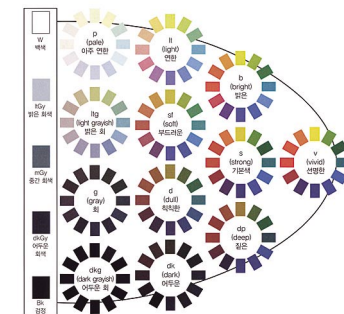 W
백색
ltGy
밝은 회색
mGy
중간 회색
dkGy
어두운
회색
Bk
검정
p
(pale)
아주 연한
ltg
(light grayish)
밝은 회
g
(gray)
회
dkg
(dark grayish)
어두운 회
lt
(light)
연한
sf
(soft)
부드러운
d
(dull)
칙칙한
dk
(dark)
어두운
b
(bright)
밝은
s
(strong)
기본색
dp
(deep)
짙은
v
(vivid)
선명한